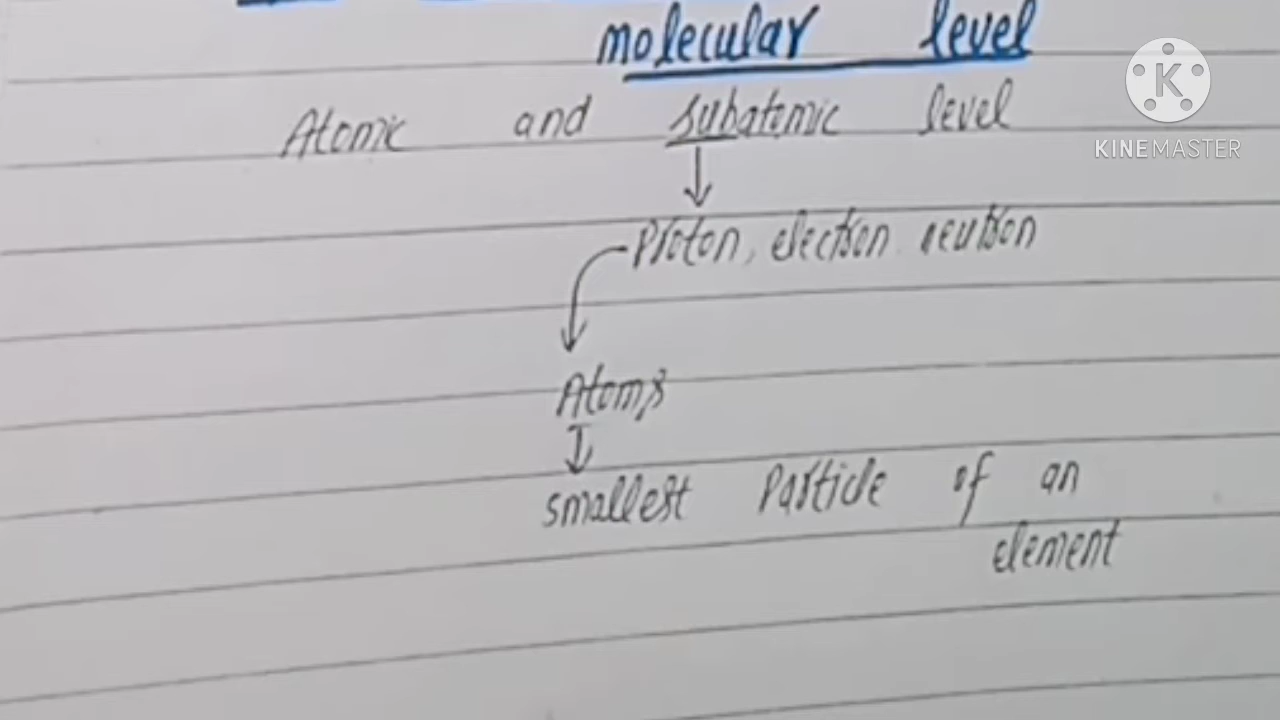 molecular level
Atomic and subatomic level
Proton, electron neutron
Atoms
smallest Particle of an
element
KINEMASTER